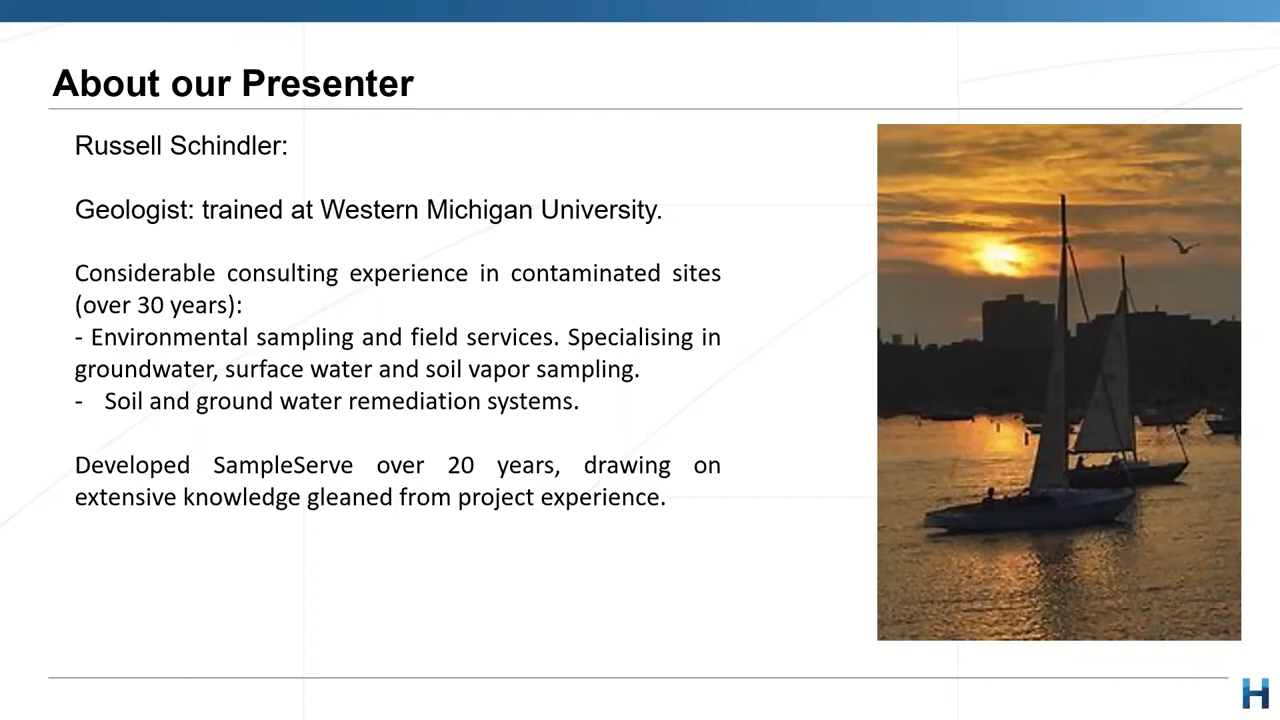 About our Presenter
Russell Schindler:
Geologist: trained at Western Michigan University.
Considerable consulting experience in contaminated sites
(over 30 years):
- Environmental sampling and field services. Specialising in
groundwater, surface water and soil vapor sampling.
- Soil and ground water remediation systems.
Developed SampleServe over 20 years, drawing on
extensive knowledge gleaned from project experience.
H